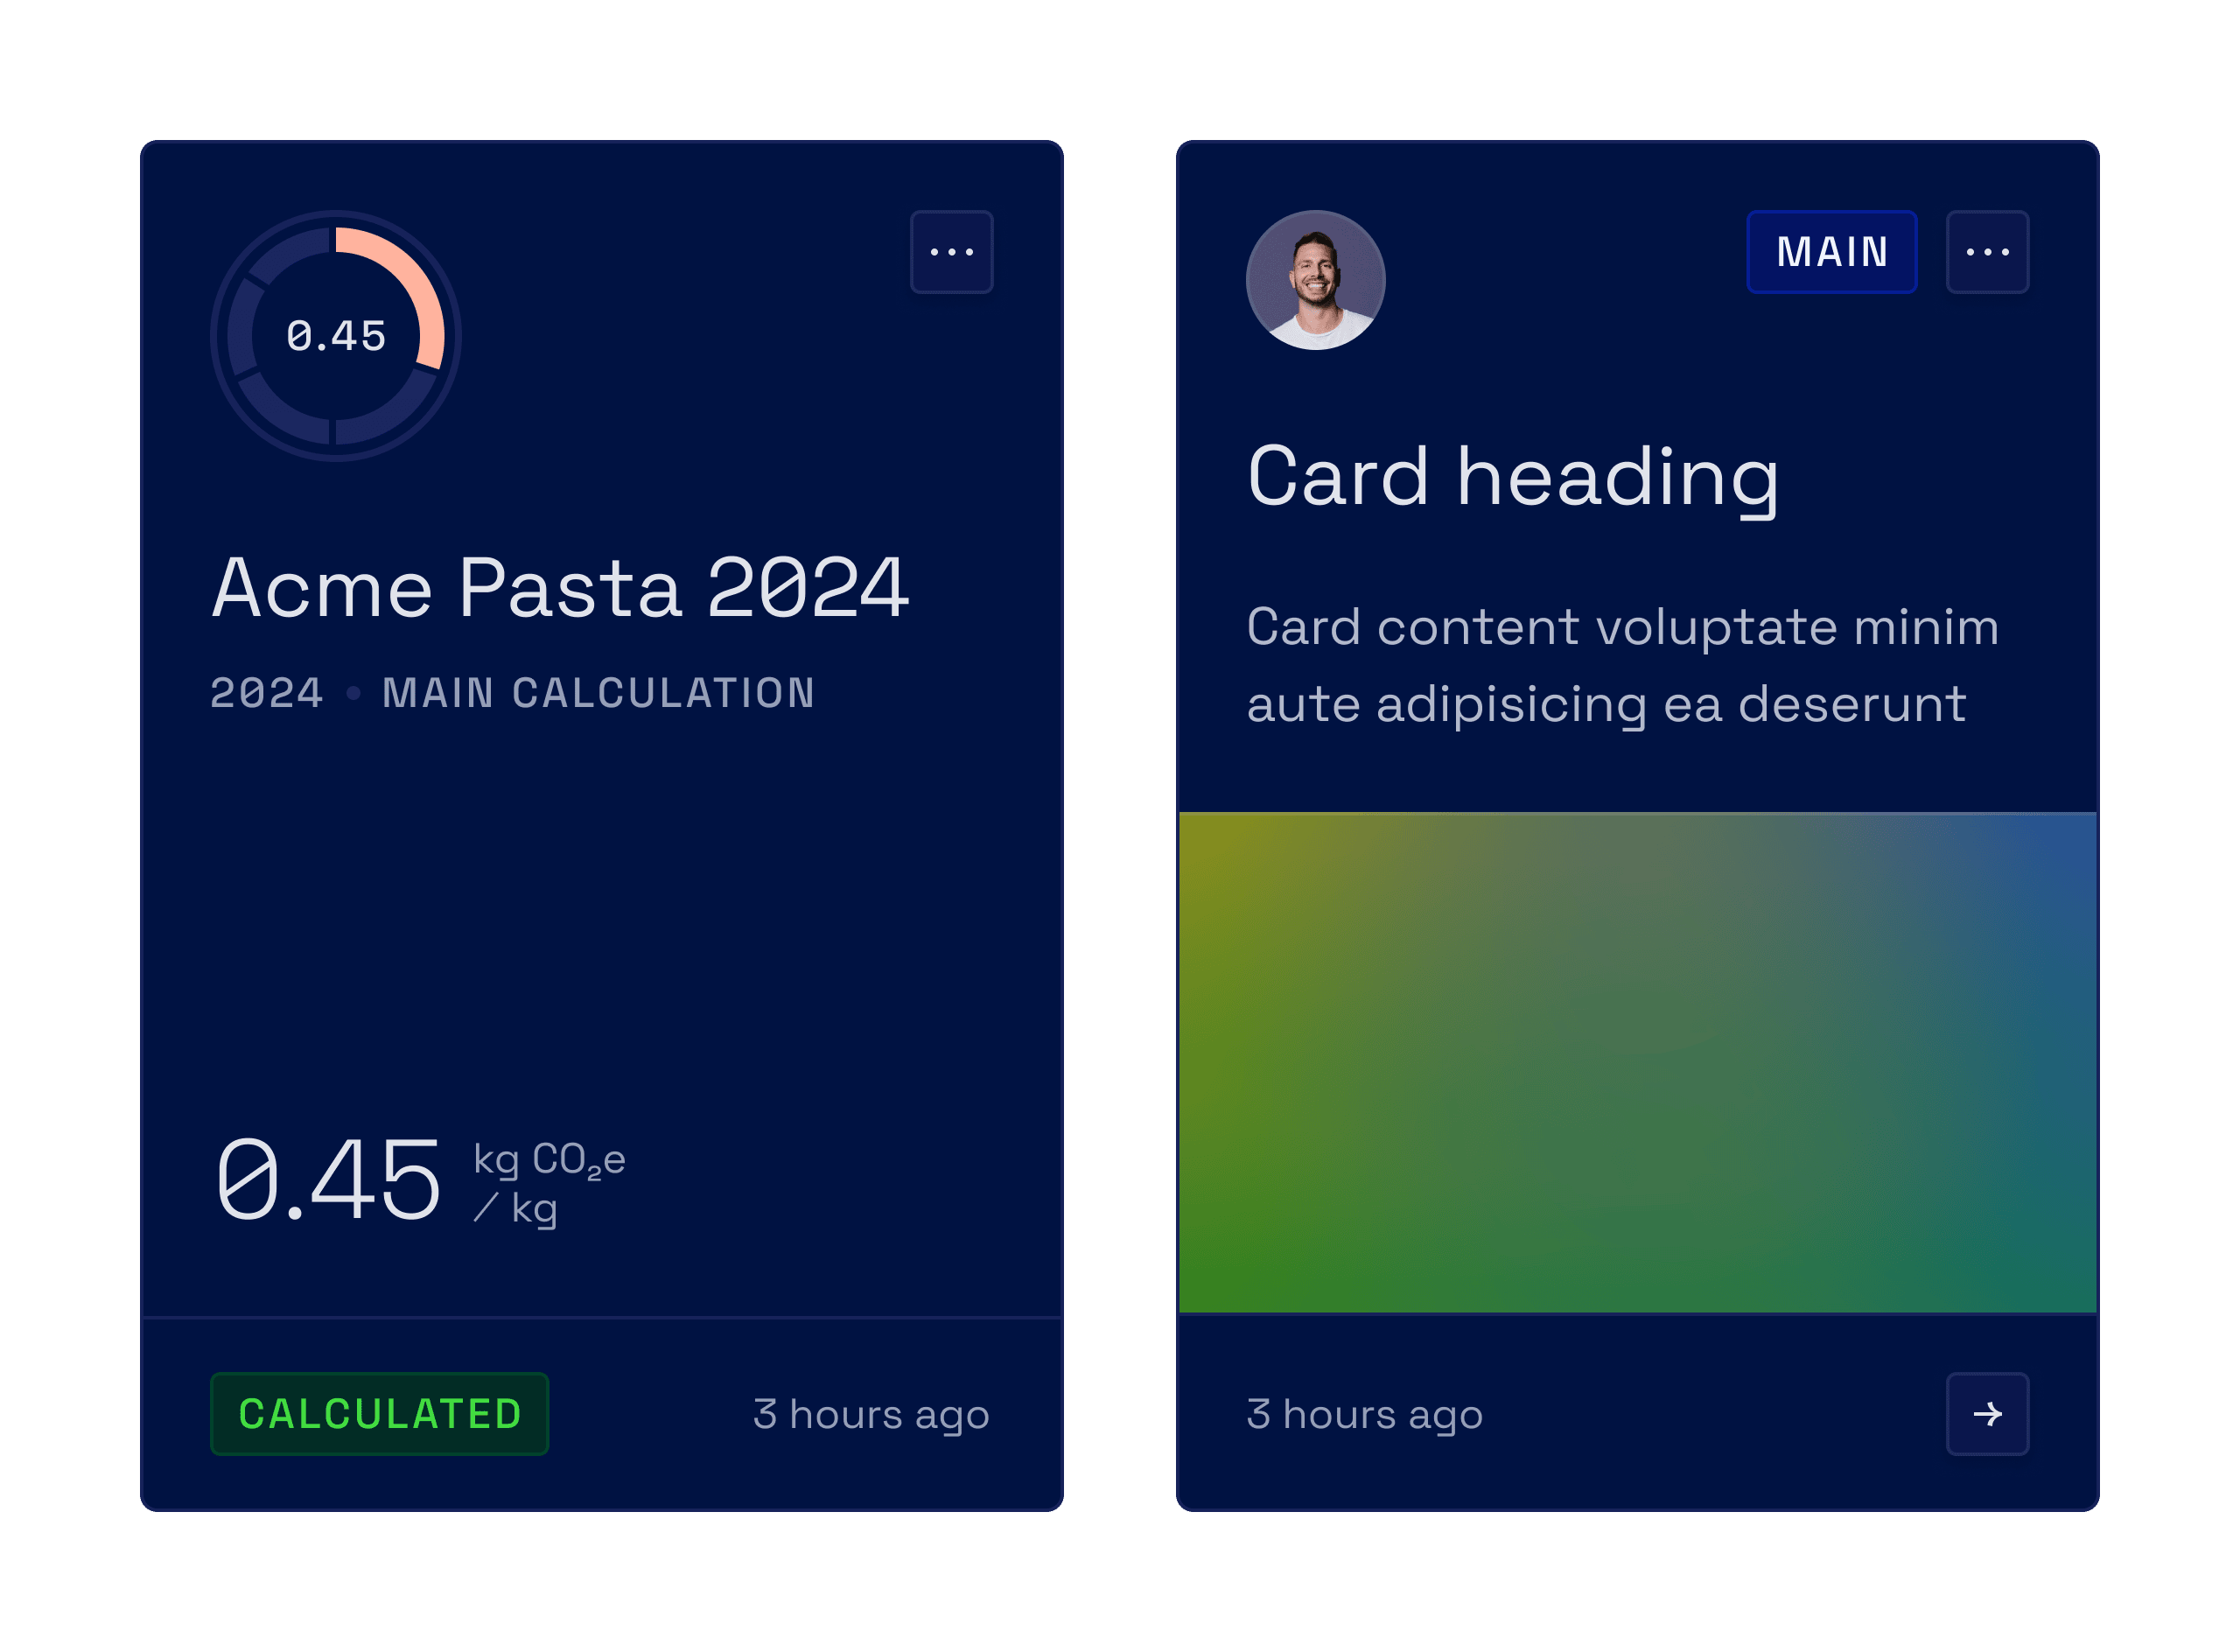 0.45
Acme Pasta 2024
2024 • MAIN CALCULATION
0.45 kg CO₂e
/ kg
CALCULATED
3 hours ago
MAIN
Card heading
Card content voluptate minim
aute adipisicing ea deserunt
3 hours ago